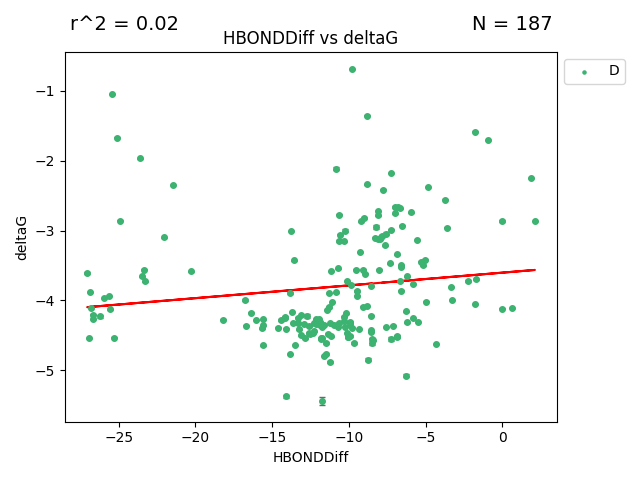 r^2 = 0.02
N = 187
HBONDDiff vs deltaG
D
deltaG
−1
−2
−3
−4
−5
−25
−20
−15
−10
−5
0
HBONDDiff